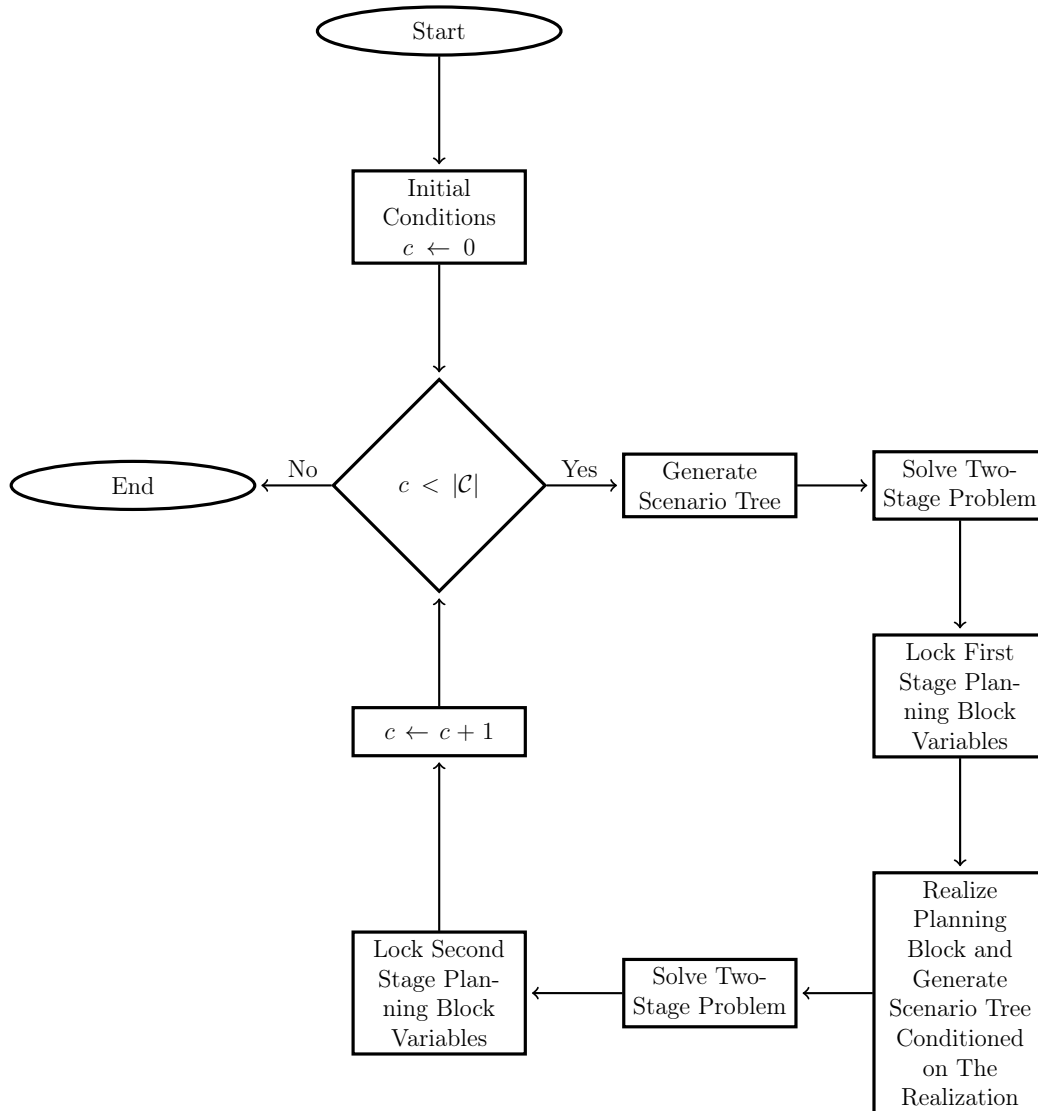 Start
Initial
Conditions
c ← 0
No
End
c < |𝒞|
Yes
Generate
Scenario Tree
Solve Two-
Stage Problem
Lock First
Stage Plan-
ning Block
Variables
Realize
Planning
Block and
Generate
Scenario Tree
Conditioned
on The
Realization
Solve Two-
Stage Problem
Lock Second
Stage Plan-
ning Block
Variables
c ← c + 1